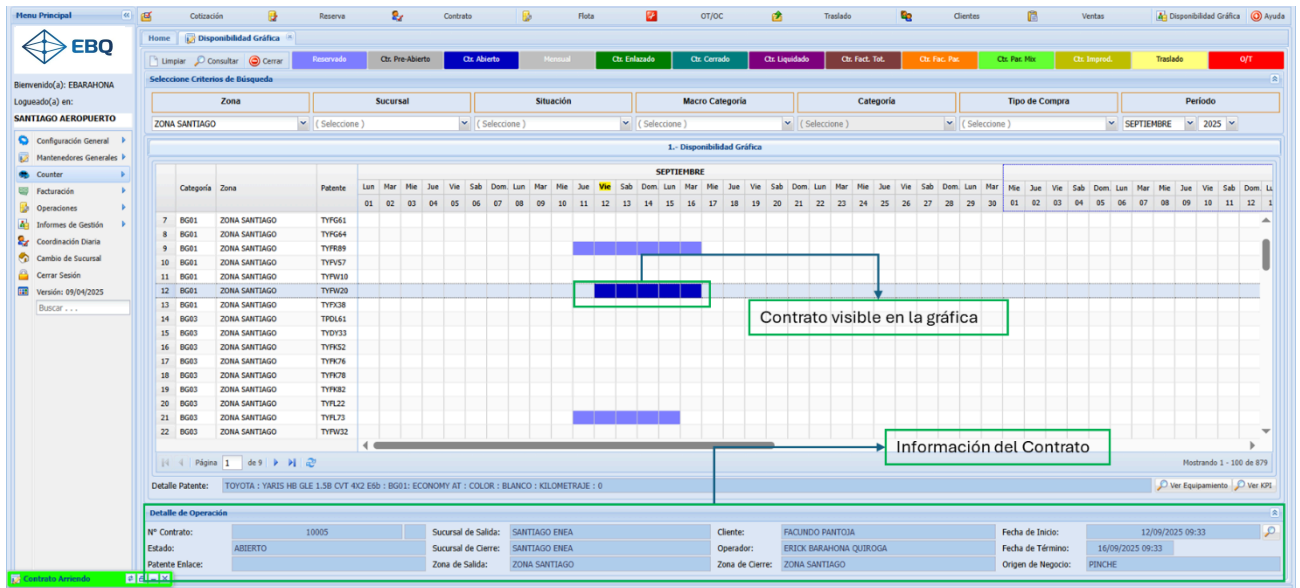 Menu Principal
Cotización Reserva Contrato Flota OT/OC Traslado Clientes Ventas Disponibilidad Gráfica Ayuda
EBQ
Home Disponibilidad Gráfica
Limpiar Consultar Cerrar Reservado Ctt. Pre-Abierto Ctt. Abierto Mensual Ctt. Enlazado Ctt. Cerrado Ctt. Liquidado Ctt. Fact. Tot. Ctt. Fac. Par. Ctt. Par. Mix Ctt. Improd. Traslado O/T
Bienvenido(a): EBARAHONA
Logueado(a) en:
SANTIAGO AEROPUERTO
Configuración General
Mantenedores Generales
Counter
Facturación
Operaciones
Informes de Gestión
Coordinación Diaria
Cambio de Sucursal
Cerrar Sesión
Versión: 09/04/2025
Buscar . . .
Seleccione Criterios de Búsqueda
Zona Sucursal Situación Macro Categoría Categoría Tipo de Compra Período
ZONA SANTIAGO ( Seleccione ) ( Seleccione ) ( Seleccione ) ( Seleccione ) ( Seleccione ) SEPTIEMBRE 2025
1.- Disponibilidad Gráfica
SEPTIEMBRE
Categoría Zona Patente Lun Mar Mie Jue Vie Sab Dom. Lun Mar Mie Jue Vie Sab Dom. Lun Mar Mie Jue Vie Sab Dom. Lun Mar Mie Jue Vie Sab Dom. Lun Mar Mie Jue Vie Sab Dom. Lun Mar Mie Jue Vie Sab Dom.
01 02 03 04 05 06 07 08 09 10 11 12 13 14 15 16 17 18 19 20 21 22 23 24 25 26 27 28 29 30 01 02 03 04 05 06 07 08 09 10 11 12
7 BG01 ZONA SANTIAGO TYFG61
8 BG01 ZONA SANTIAGO TYFG64
9 BG01 ZONA SANTIAGO TYFR89
10 BG01 ZONA SANTIAGO TYFV57
11 BG01 ZONA SANTIAGO TYFW10
12 BG01 ZONA SANTIAGO TYFW20
13 BG01 ZONA SANTIAGO TYFX38
14 BG03 ZONA SANTIAGO TPDL61
15 BG03 ZONA SANTIAGO TYDY33
16 BG03 ZONA SANTIAGO TYFK52
17 BG03 ZONA SANTIAGO TYFK76
18 BG03 ZONA SANTIAGO TYFK78
19 BG03 ZONA SANTIAGO TYFK82
20 BG03 ZONA SANTIAGO TYFL22
21 BG03 ZONA SANTIAGO TYFL73
22 BG03 ZONA SANTIAGO TYFW32
Contrato visible en la gráfica
Información del Contrato
Página 1 de 9 Mostrando 1 - 100 de 879
Detalle Patente: TOYOTA : YARIS HB GLE 1.5B CVT 4X2 E6b : BG01: ECONOMY AT : COLOR : BLANCO : KILOMETRAJE : 0 Ver Equipamiento Ver KPI
Detalle de Operación
Nº Contrato: 10005 Sucursal de Salida: SANTIAGO ENEA Cliente: FACUNDO PANTOJA Fecha de Inicio: 12/09/2025 09:33
Estado: ABIERTO Sucursal de Cierre: SANTIAGO ENEA Operador: ERICK BARAHONA QUIROGA Fecha de Término: 16/09/2025 09:33
Patente Enlace: Zona de Salida: ZONA SANTIAGO Zona de Cierre: ZONA SANTIAGO Origen de Negocio: PINCHE
Contrato Arriendo